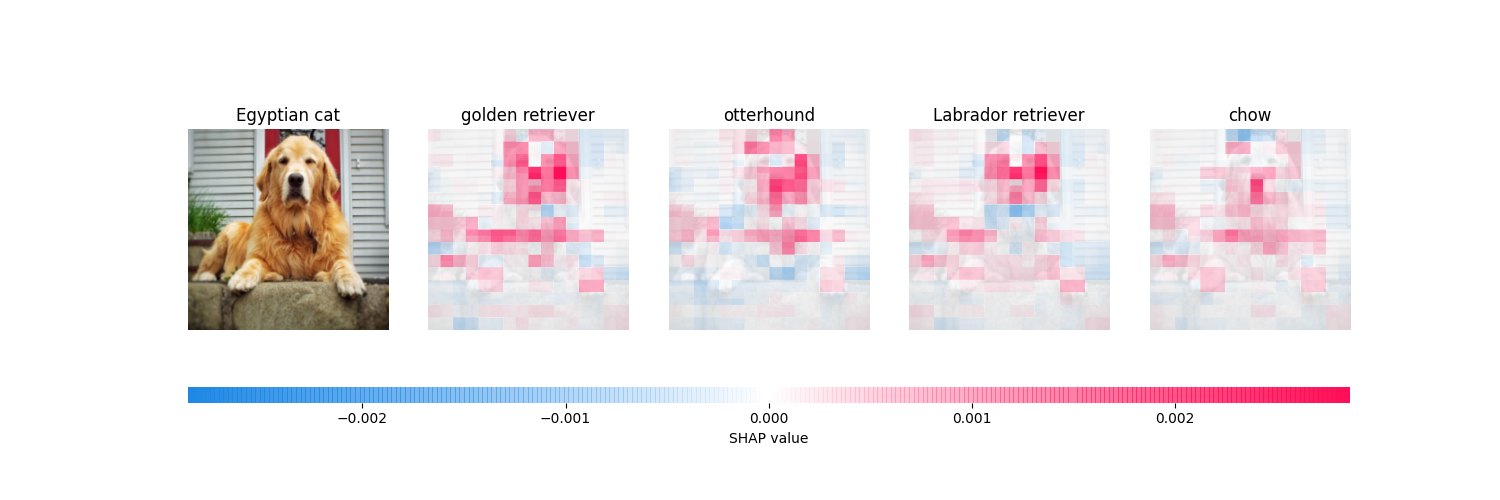 Egyptian cat
golden retriever
otterhound
Labrador retriever
chow
−0.002
−0.001
0.000
0.001
0.002
SHAP value